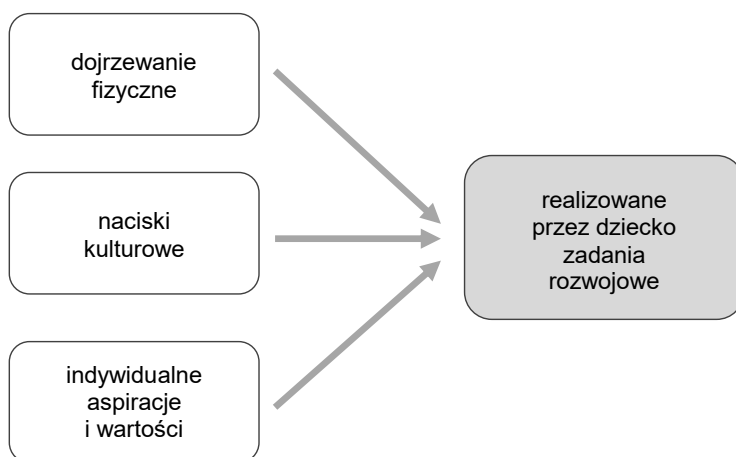 dojrzewanie
fizyczne
naciski
kulturowe
indywidualne
aspiracje
i wartości
realizowane
przez dziecko
zadania
rozwojowe